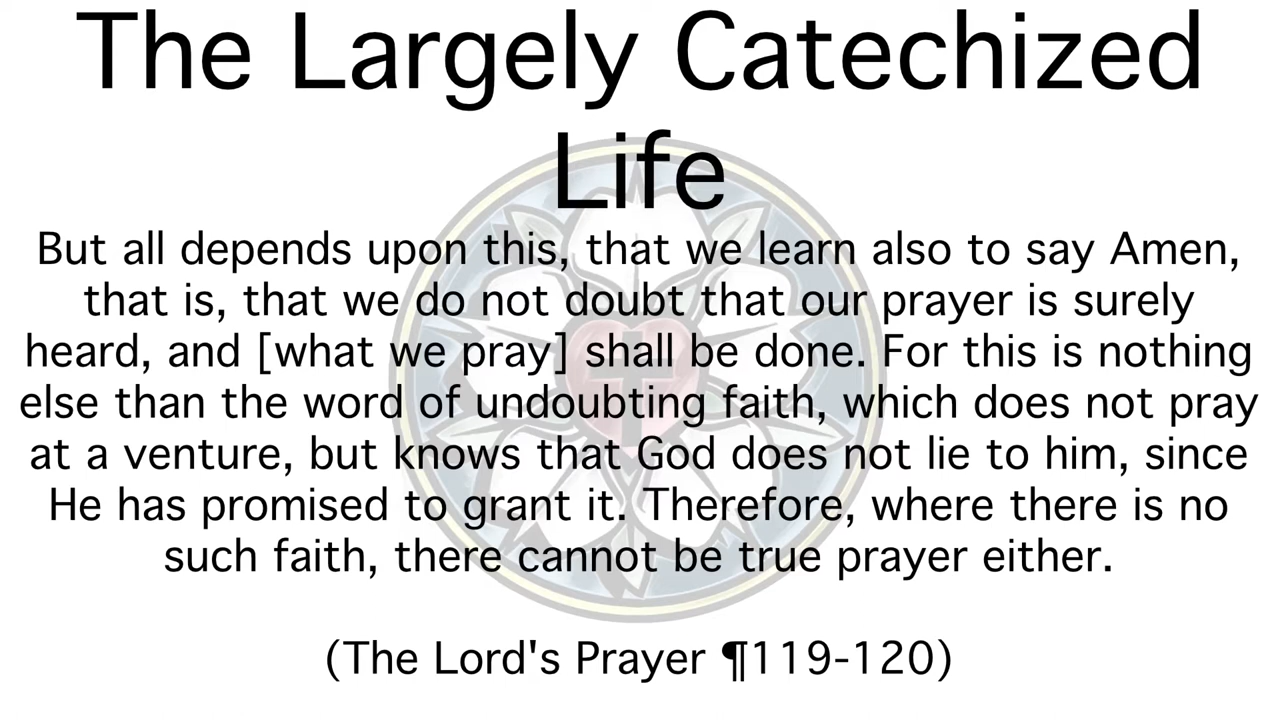 The Largely Catechized
Life
But all depends upon this, that we learn also to say Amen,
that is, that we do not doubt that our prayer is surely
heard, and [what we pray] shall be done. For this is nothing
else than the word of undoubting faith, which does not pray
at a venture, but knows that God does not lie to him, since
He has promised to grant it. Therefore, where there is no
such faith, there cannot be true prayer either.
(The Lord's Prayer ¶119-120)